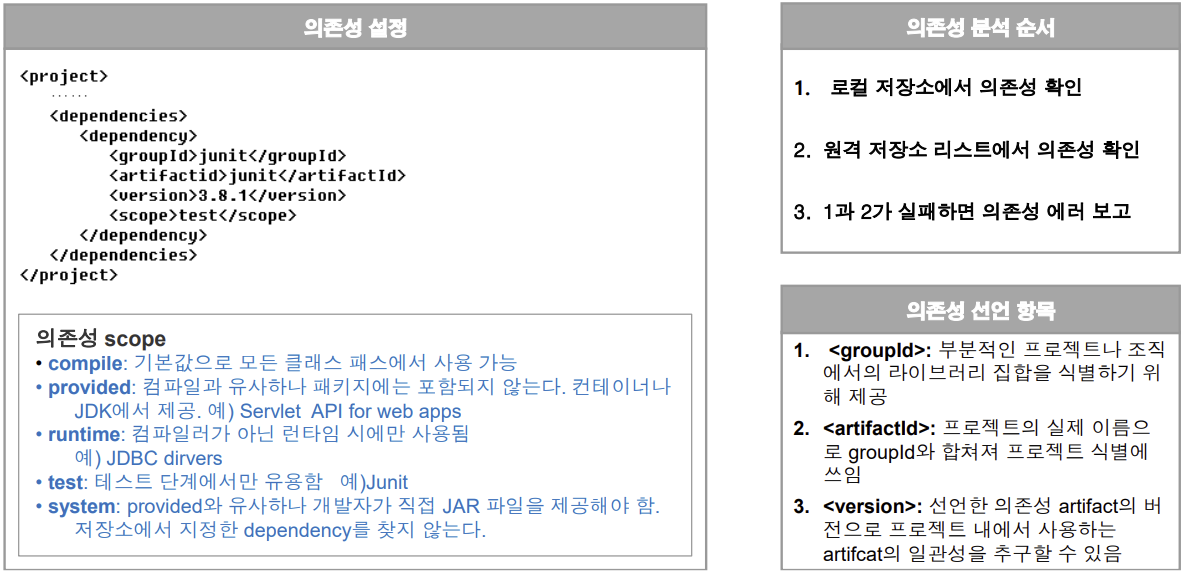 의존성 설정
<project>
......
<dependencies>
<dependency>
<groupId>junit</groupId>
<artifactid>junit</artifactId>
<version>3.8.1</version>
<scope>test</scope>
</dependency>
</dependencies>
</project>
의존성 scope
• compile: 기본값으로 모든 클래스 패스에서 사용 가능
• provided: 컴파일과 유사하나 패키지에는 포함되지 않는다. 컨테이너나
JDK에서 제공. 예) Servlet API for web apps
• runtime: 컴파일러가 아닌 런타임 시에만 사용됨
예) JDBC dirvers
• test: 테스트 단계에서만 유용함 예)Junit
• system: provided와 유사하나 개발자가 직접 JAR 파일을 제공해야 함.
저장소에서 지정한 dependency를 찾지 않는다.
의존성 분석 순서
1. 로컬 저장소에서 의존성 확인
2. 원격 저장소 리스트에서 의존성 확인
3. 1과 2가 실패하면 의존성 에러 보고
의존성 선언 항목
1. <groupId>: 부분적인 프로젝트나 조직
에서의 라이브러리 집합을 식별하기 위
해 제공
2. <artifactId>: 프로젝트의 실제 이름으
로 groupId와 합쳐져 프로젝트 식별에
쓰임
3. <version>: 선언한 의존성 artifact의 버
전으로 프로젝트 내에서 사용하는
artifcat의 일관성을 추구할 수 있음